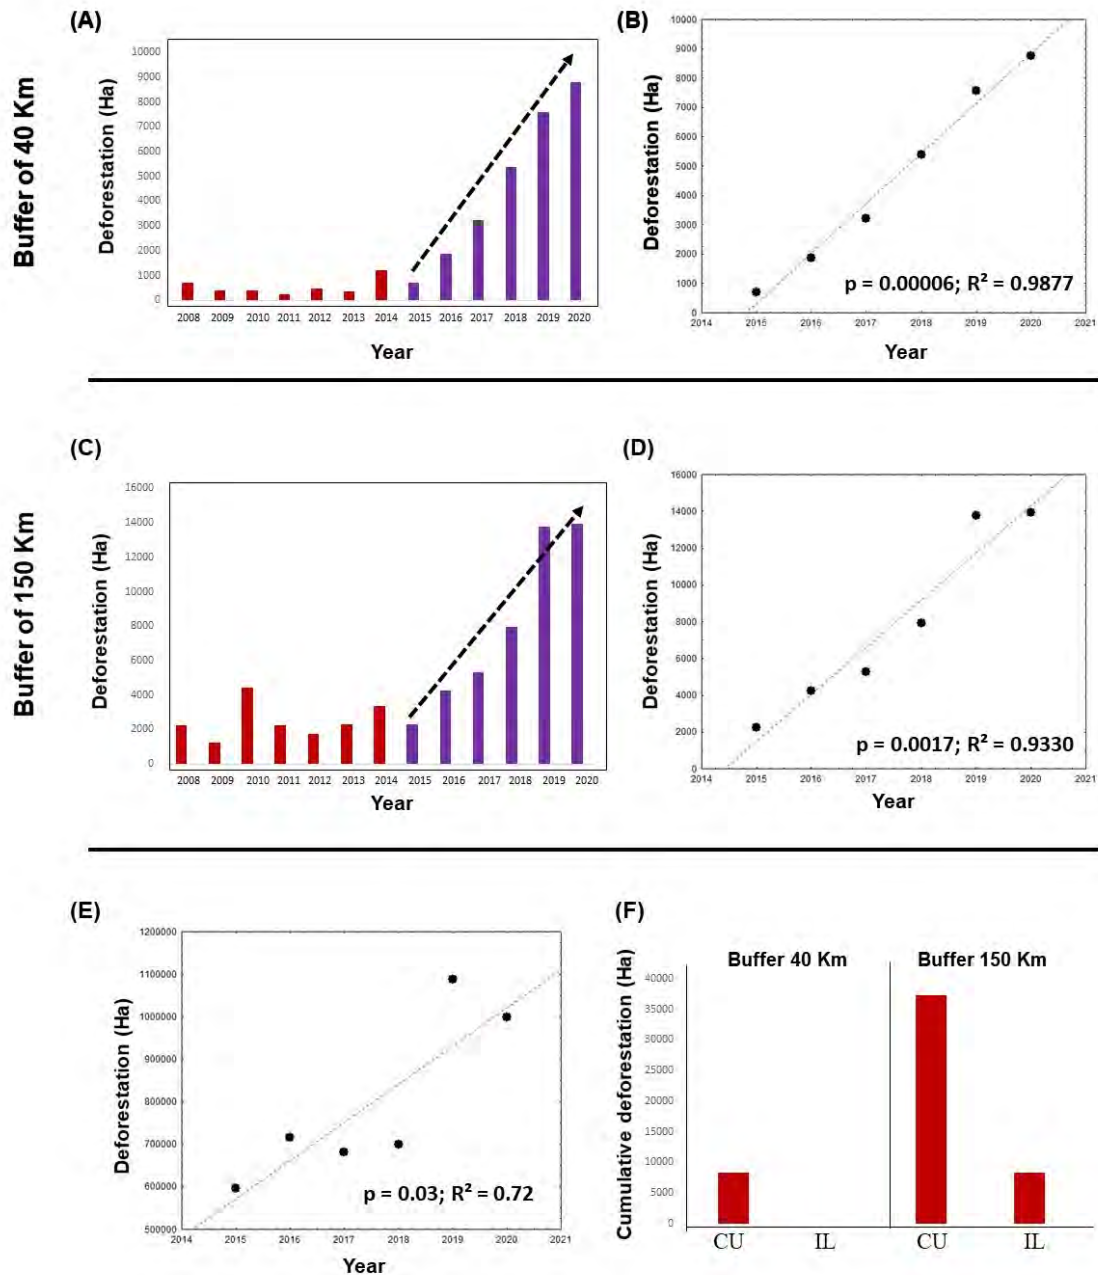 (A)
(B)
Buffer of 40 Km
Deforestation (Ha)
10000
9000
8000
7000
6000
5000
4000
3000
2000
1000
0
2008 2009 2010 2011 2012 2013 2014 2015 2016 2017 2018 2019 2020
Year
Deforestation (Ha)
10000
9000
8000
7000
6000
5000
4000
3000
2000
1000
0
p = 0.00006; R² = 0.9877
2014 2015 2016 2017 2018 2019 2020 2021
Year
(C)
(D)
Buffer of 150 Km
Deforestation (Ha)
16000
14000
12000
10000
8000
6000
4000
2000
0
2008 2009 2010 2011 2012 2013 2014 2015 2016 2017 2018 2019 2020
Year
Deforestation (Ha)
16000
14000
12000
10000
8000
6000
4000
2000
0
p = 0.0017; R² = 0.9330
2014 2015 2016 2017 2018 2019 2020 2021
Year
(E)
(F)
Deforestation (Ha)
1200000
1100000
1000000
900000
800000
700000
600000
500000
p = 0.03; R² = 0.72
2014 2015 2016 2017 2018 2019 2020 2021
Year
Cumulative deforestation (Ha)
Buffer 40 Km Buffer 150 Km
40000
35000
30000
25000
20000
15000
10000
5000
0
CU IL CU IL